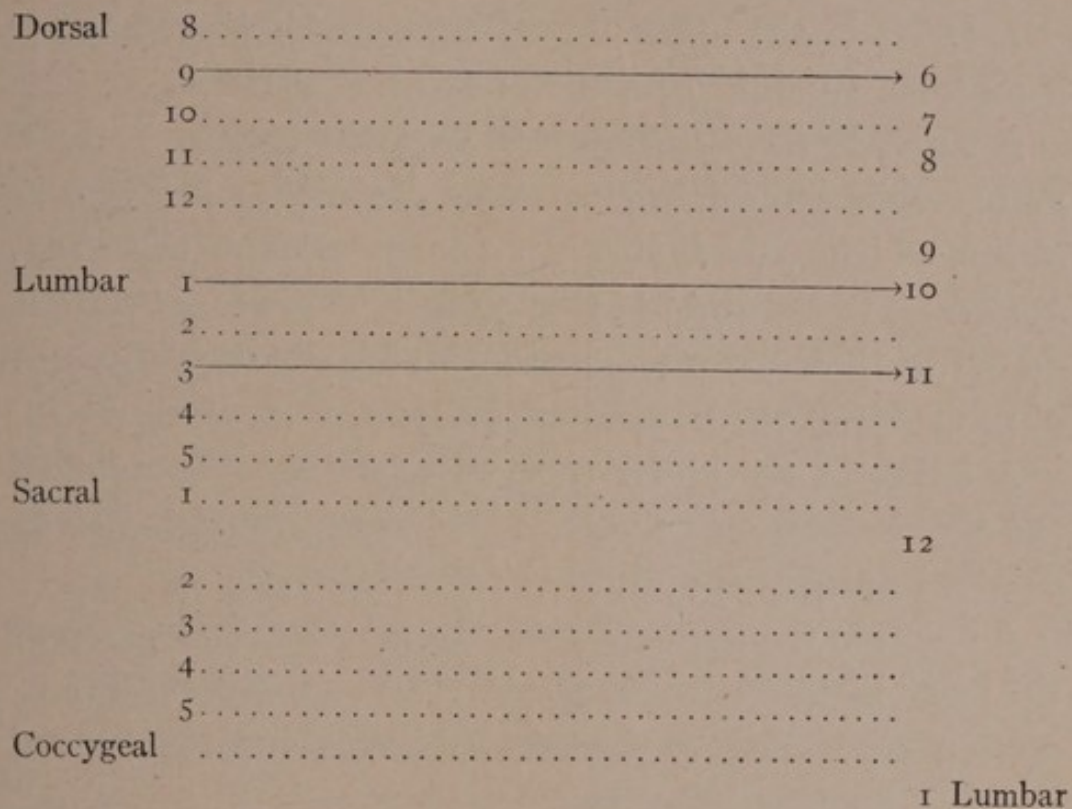 Dorsal 8........................................
9⟶ 6
10........................................ 7
11........................................ 8
12........................................
9
Lumbar 1⟶10
2........................................
3⟶11
4........................................
5........................................
Sacral 1........................................
12
2........................................
3........................................
4........................................
5........................................
Coccygeal ........................................
1 Lumbar